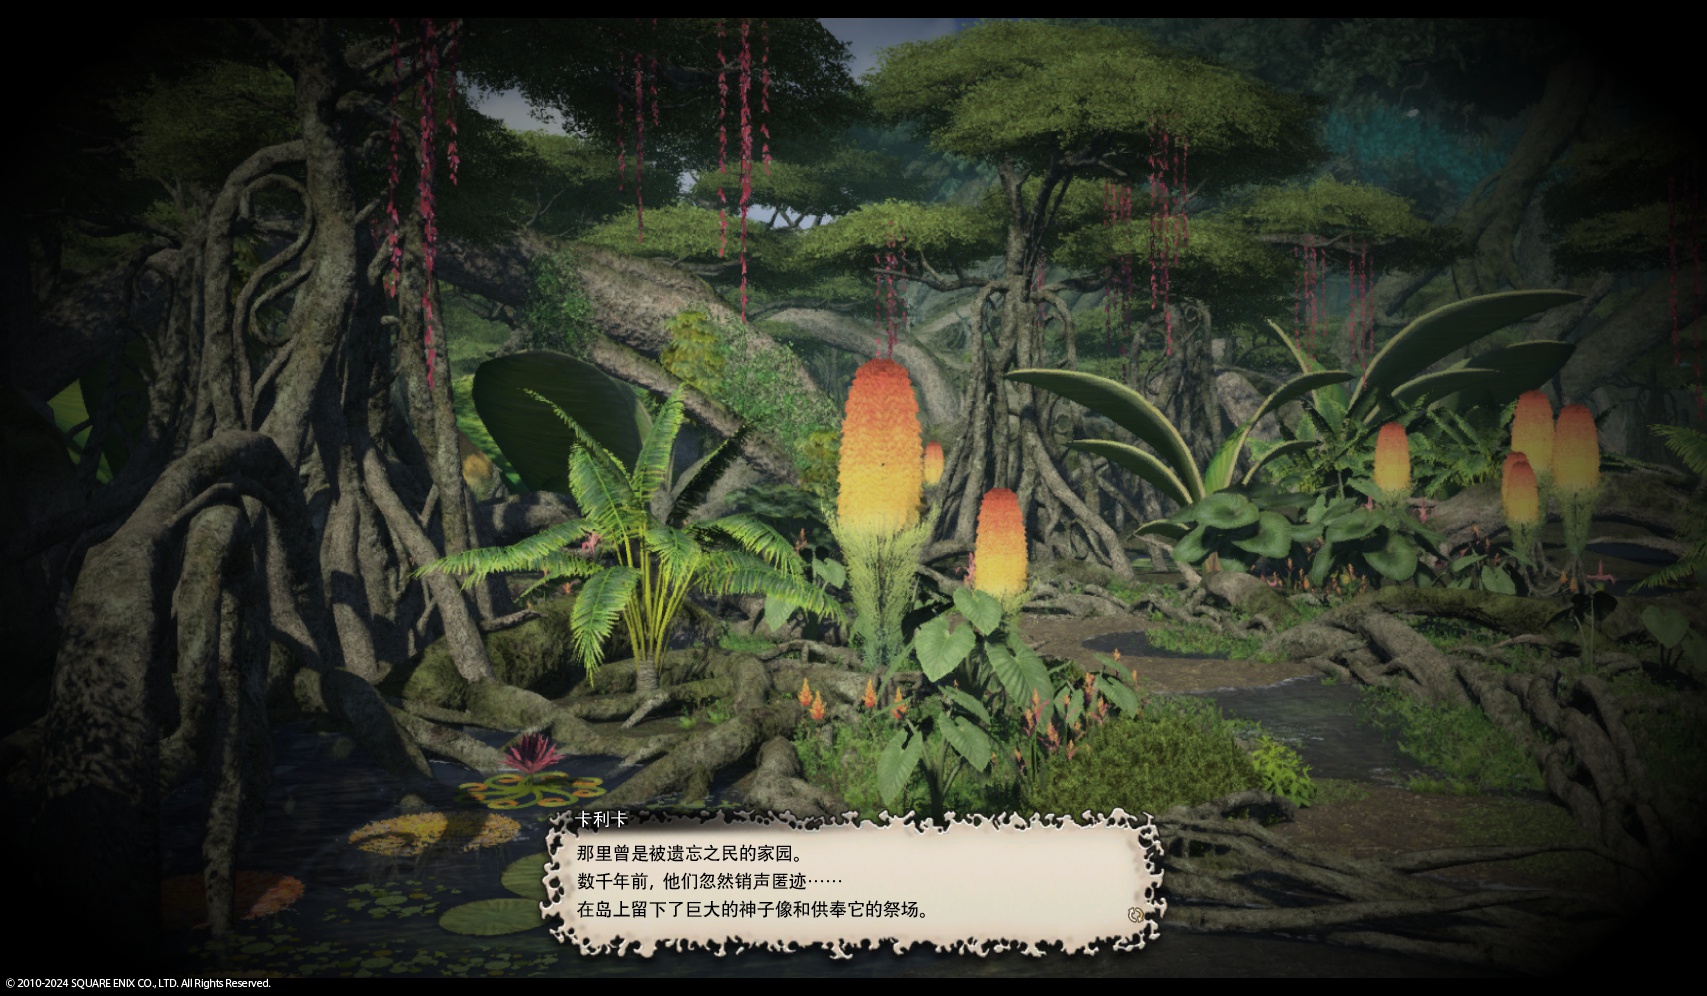 卡利卡
那里曾是被遗忘之民的家园。
数千年前，他们忽然销声匿迹……
在岛上留下了巨大的神子像和供奉它的祭场。
© 2010-2024 SQUARE ENIX CO., LTD. All Rights Reserved.